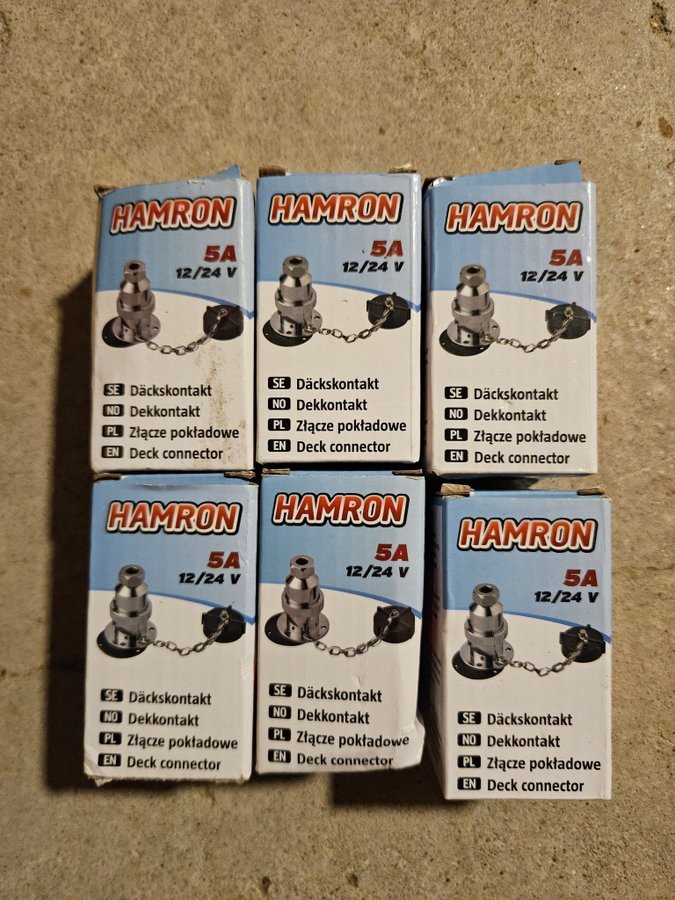 HAMRON
5A
12/24 V
SE Däckskontakt
NO Dekkontakt
PL Złącze pokładowe
EN Deck connector
HAMRON
5A
12/24 V
SE Däckskontakt
NO Dekkontakt
PL Złącze pokładowe
EN Deck connector
HAMRON
5A
12/24 V
SE Däckskontakt
NO Dekkontakt
PL Złącze pokładowe
EN Deck connector
HAMRON
5A
12/24 V
SE Däckskontakt
NO Dekkontakt
PL Złącze pokładowe
EN Deck connector
HAMRON
5A
12/24 V
SE Däckskontakt
NO Dekkontakt
PL Złącze pokładowe
EN Deck connector
HAMRON
5A
12/24 V
SE Däckskontakt
NO Dekkontakt
PL Złącze pokładowe
EN Deck connector